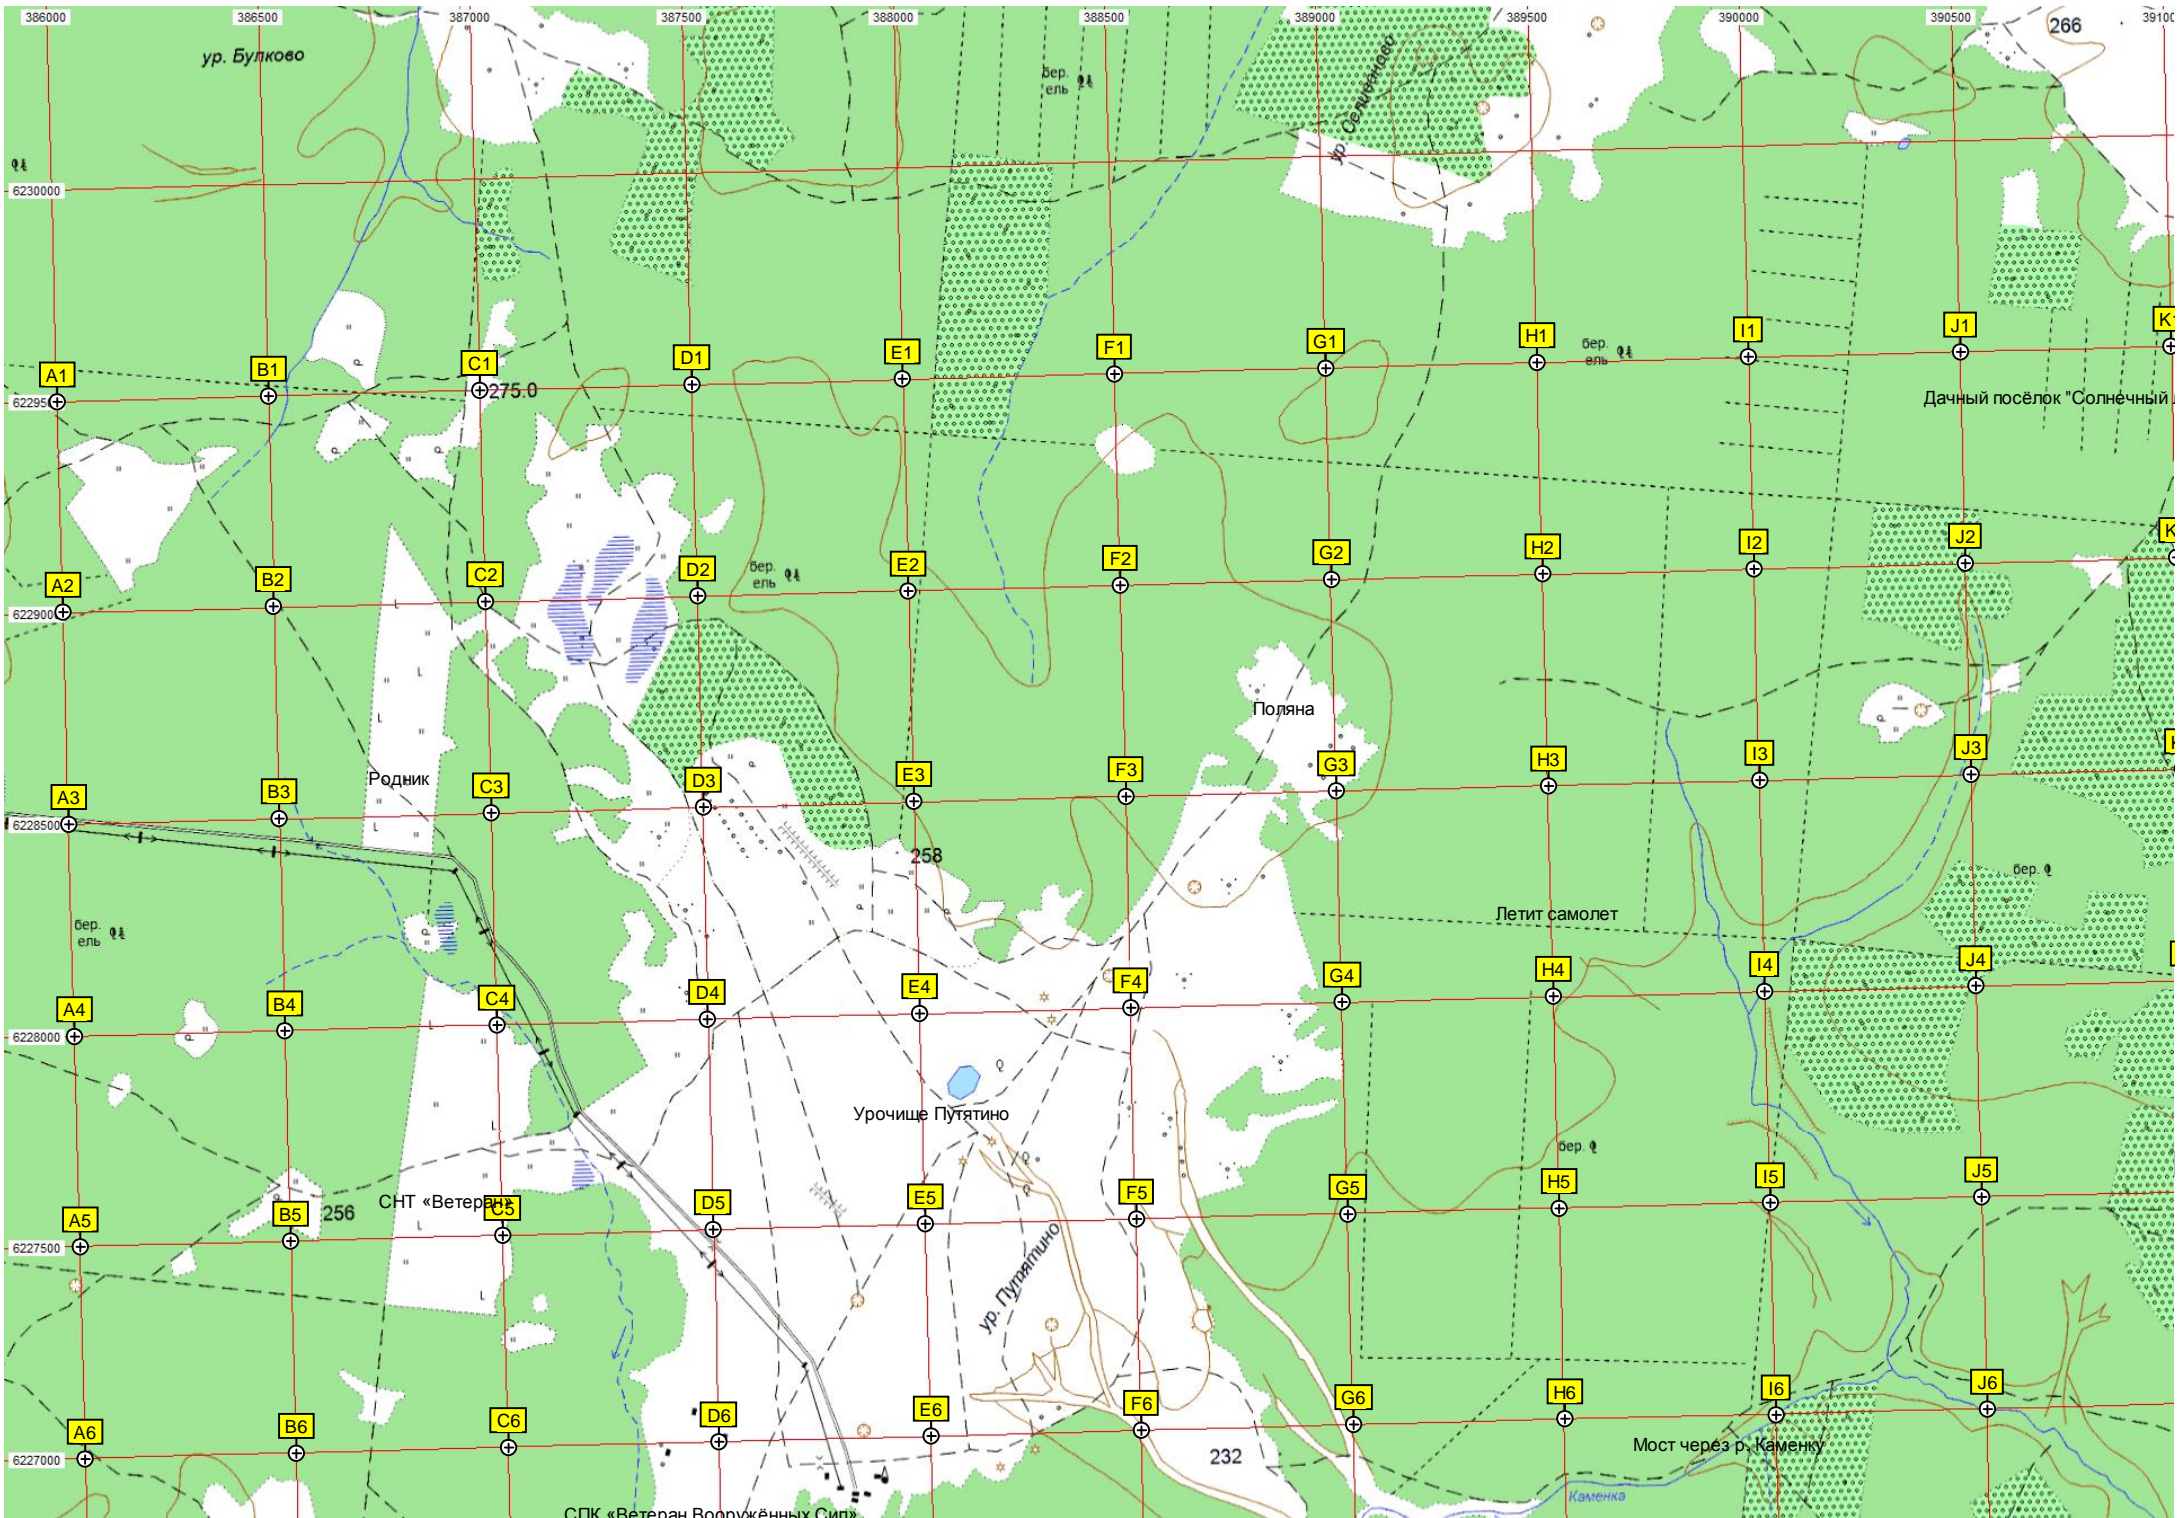 386000 386500 387000 387500 388000 388500 389000 389500 390000 390500 3910
266
ур. Булково
бер.
ель
ур. Селиваново
6230000
A1 B1 C1 D1 E1 F1 G1 H1 I1 J1 K1
бер.
ель
622950
275.0
Дачный посёлок "Солнечный
A2 B2 C2 D2 E2 F2 G2 H2 I2 J2 K
бер.
ель
6229000
Поляна
Родник
A3 B3 C3 D3 E3 F3 G3 H3 I3 J3
6228500
258
бер.
Летит самолет
бер.
ель
A4 B4 C4 D4 E4 F4 G4 H4 I4 J4
6228000
Урочище Путятино
бер.
СНТ «Ветеран»
256
A5 B5 C5 D5 E5 F5 G5 H5 I5 J5
6227500
ур. Путятино
A6 B6 C6 D6 E6 F6 G6 H6 I6 J6
6227000
232
Мост через р. Каменку
Каменка
СПК «Ветеран Вооружённых Сил»